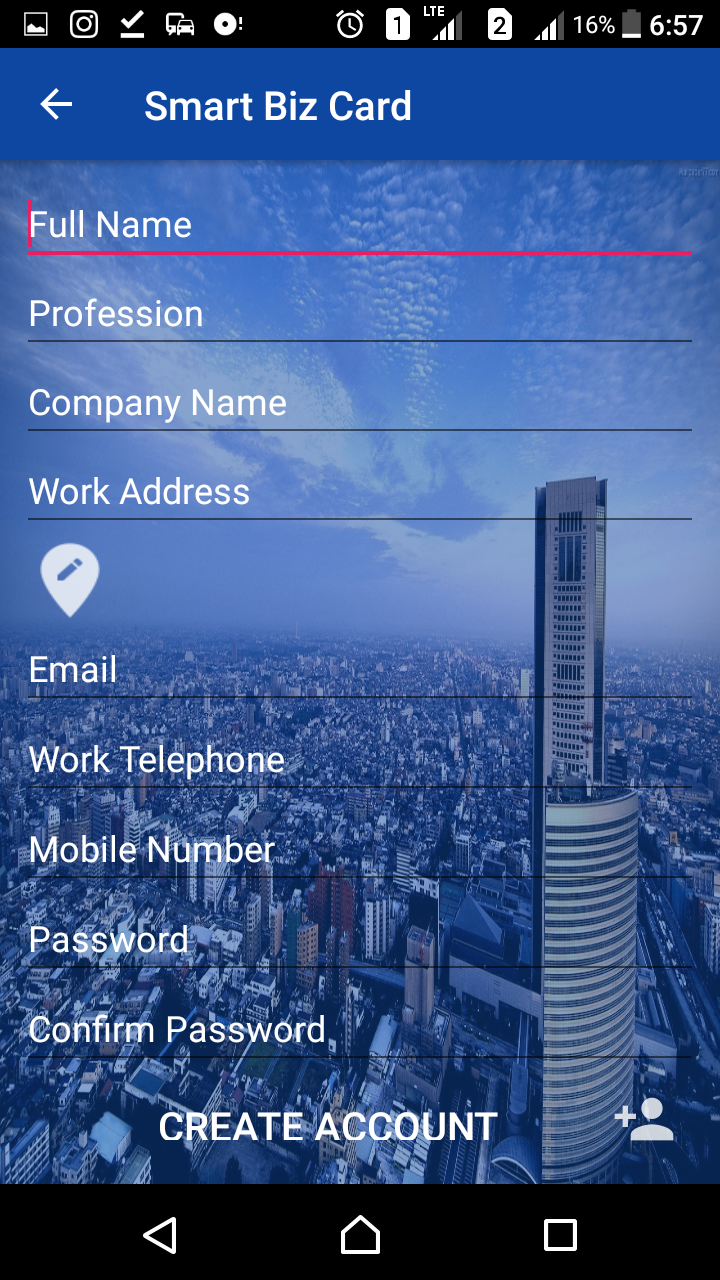 1 LTE 2 16% 6:57
Smart Biz Card
Full Name
Profession
Company Name
Work Address
Email
Work Telephone
Mobile Number
Password
Confirm Password
CREATE ACCOUNT